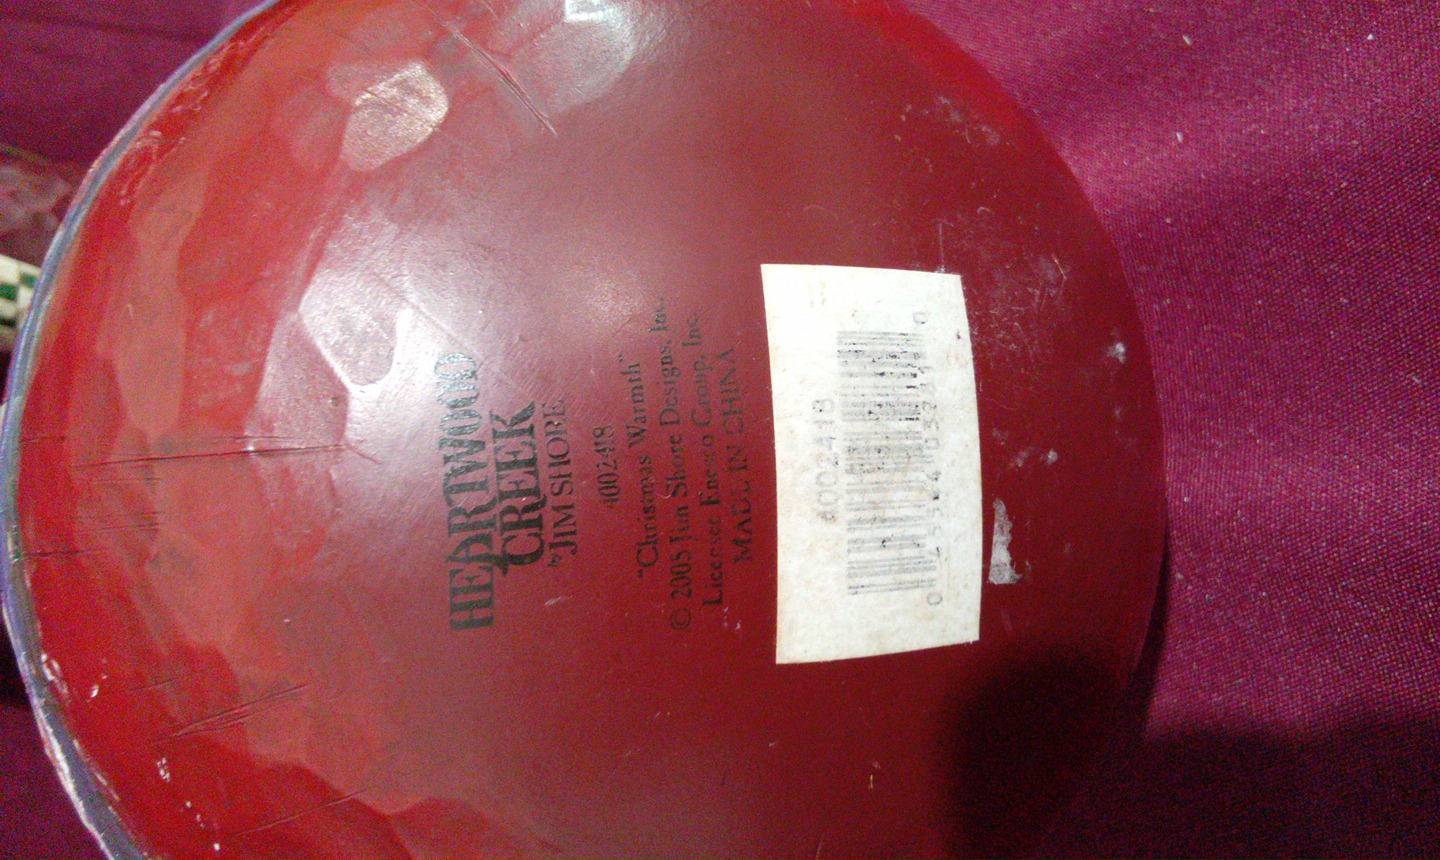 HEARTWOOD
CREEK
by JIM SHORE
4002418
"Christmas Warmth"
© 2005 Jim Shore Designs, Inc.
Licensee Enesco Group, Inc.
MADE IN CHINA
4002418